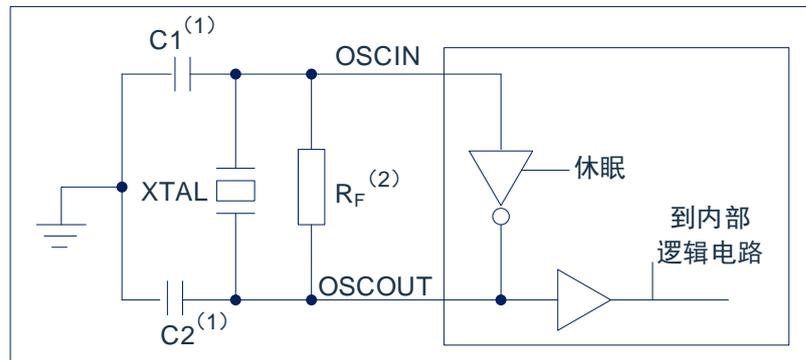 C1(1)
OSCIN
休眠
XTAL
RF(2)
到内部
逻辑电路
OSCOUT
C2(1)